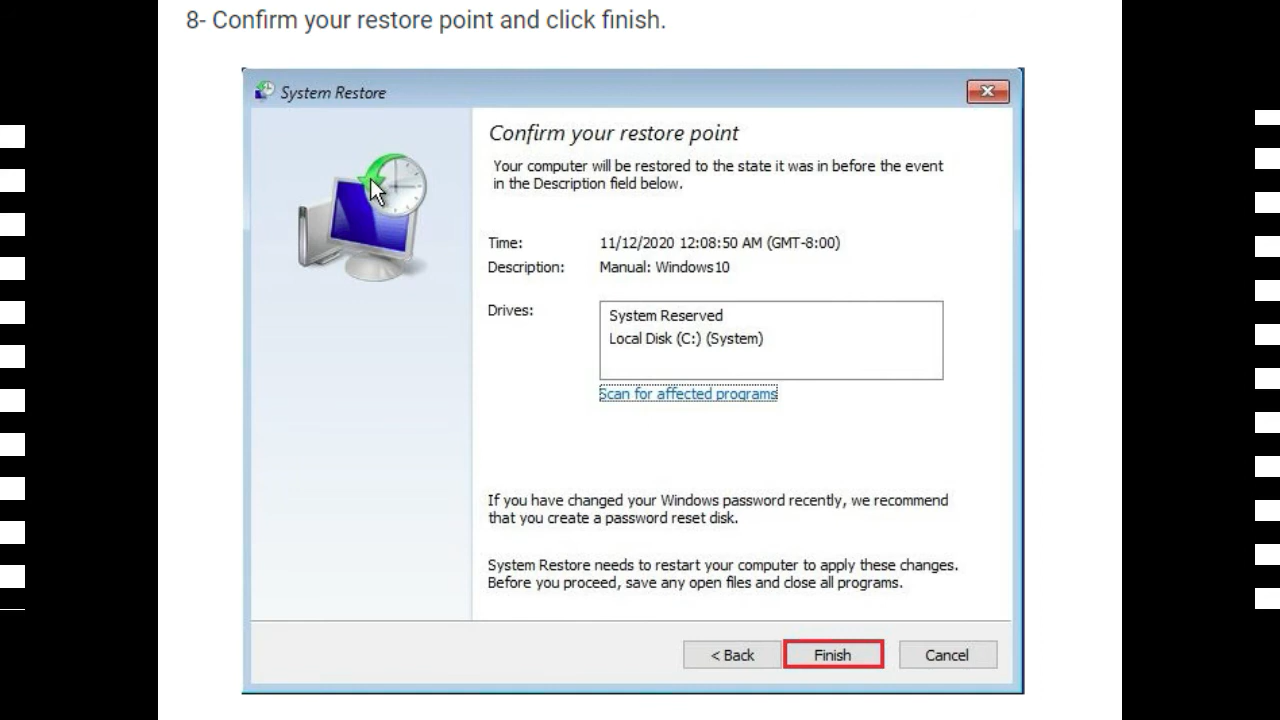 8- Confirm your restore point and click finish.
System Restore
Confirm your restore point
Your computer will be restored to the state it was in before the event
in the Description field below.
Time: 11/12/2020 12:08:50 AM (GMT-8:00)
Description: Manual: Windows10
Drives: System Reserved
Local Disk (C:) (System)
Scan for affected programs
If you have changed your Windows password recently, we recommend
that you create a password reset disk.
System Restore needs to restart your computer to apply these changes.
Before you proceed, save any open files and close all programs.
< Back Finish Cancel